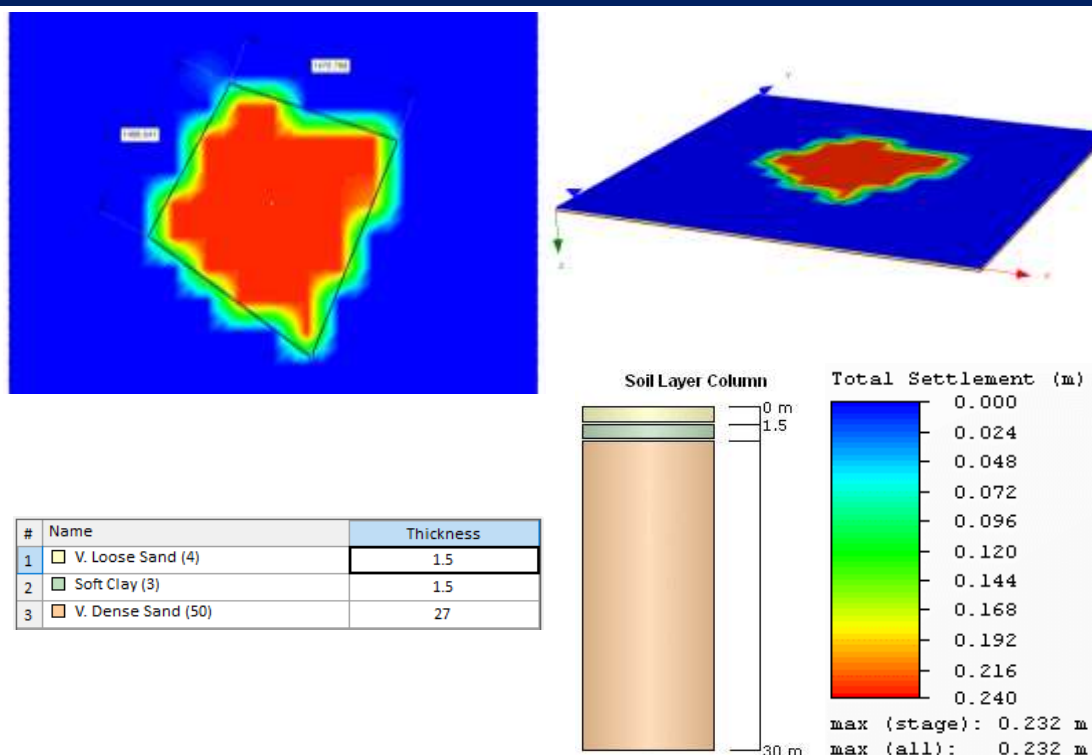 Soil Layer Column
0 m
1.5
30 m
Total Settlement (m)
0.000
0.024
0.048
0.072
0.096
0.120
0.144
0.168
0.192
0.216
0.240
max (stage): 0.232 m
max (all): 0.232 m
# Name Thickness
1 V. Loose Sand (4) 1.5
2 Soft Clay (3) 1.5
3 V. Dense Sand (50) 27